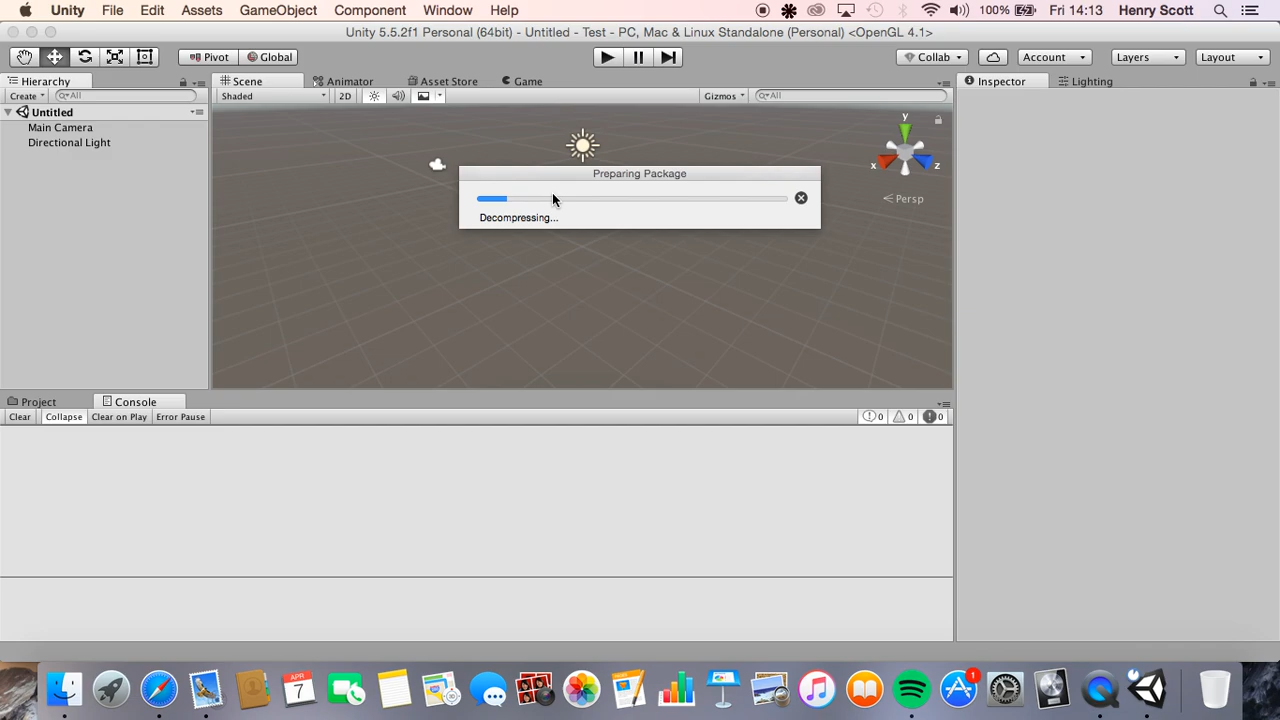 Unity File Edit Assets GameObject Component Window Help 100% Fri 14:13 Henry Scott
Unity 5.5.2f1 Personal (64bit) - Untitled - Test - PC, Mac & Linux Standalone (Personal) <OpenGL 4.1>
Pivot Global Collab Account Layers Layout
Hierarchy Scene Animator Asset Store Game Inspector Lighting
Create All Shaded 2D Gizmos All
Untitled
Main Camera
Directional Light
y
x z
Persp
Preparing Package
Decompressing...
Project Console
Clear Collapse Clear on Play Error Pause 0 0 0
APR
7
1